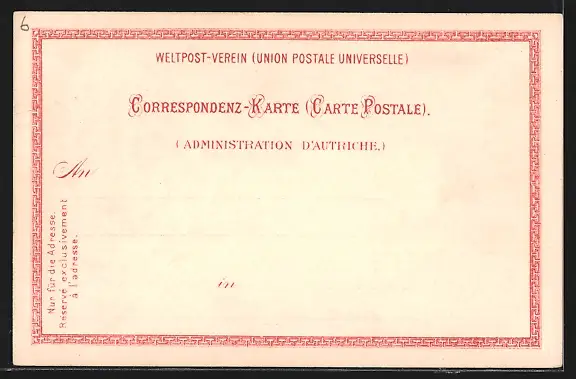 6
WELTPOST-VEREIN (UNION POSTALE UNIVERSELLE)
CORRESPONDENZ-KARTE (CARTE POSTALE).
(ADMINISTRATION D'AUTRICHE.)
An
in
Nur für die Adresse.
Réservé exclusivement
à l'adresse.